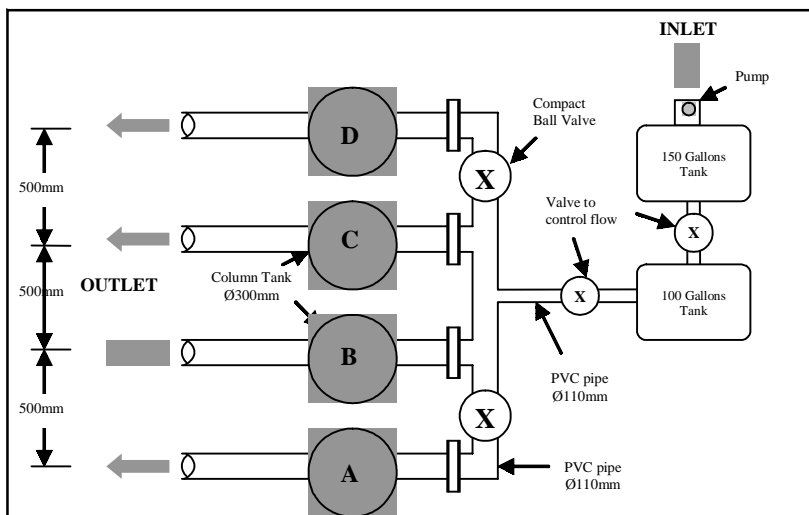 INLET
Pump
Compact
Ball Valve
D
150 Gallons
Tank
X
500mm
Valve to
control flow
C
X
Column Tank
Ø300mm
OUTLET
500mm
X
100 Gallons
Tank
B
PVC pipe
Ø110mm
500mm
X
A
PVC pipe
Ø110mm